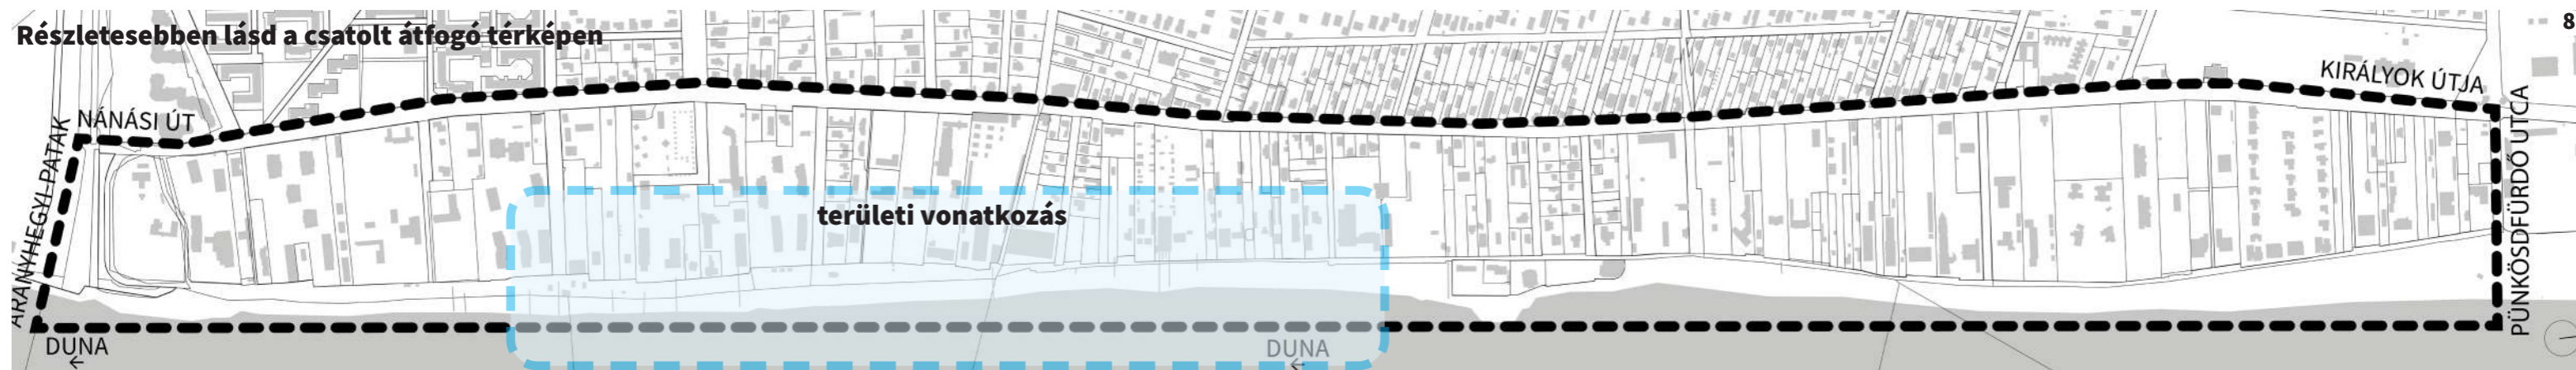 Részletesebben lásd a csatolt átfogó térképen
8
KIRÁLYOK ÚTJA
NÁNÁSI ÚT
ARANYHEGYI-PATAK
PÜNKÖSDFÜRDŐ UTCA
területi vonatkozás
DUNA
←
DUNA
←